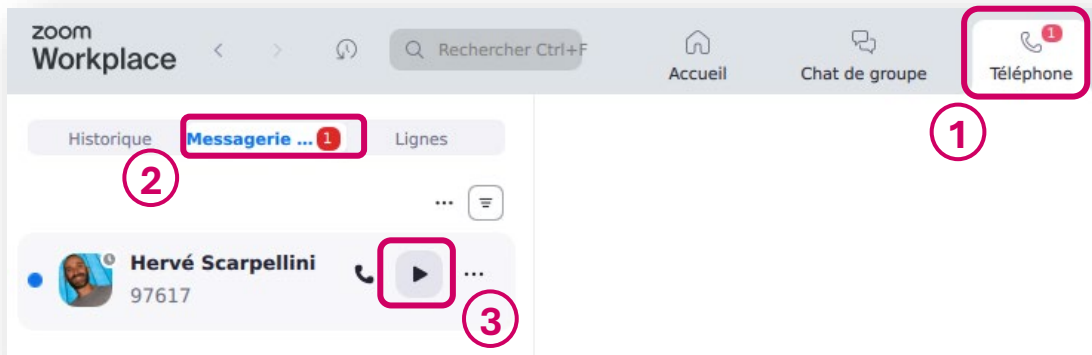 zoom
Workplace
Rechercher Ctrl+F
Accueil
Chat de groupe
1
Téléphone
1
Historique
Messagerie ... 1
Lignes
2
...
Hervé Scarpellini
...
97617
3